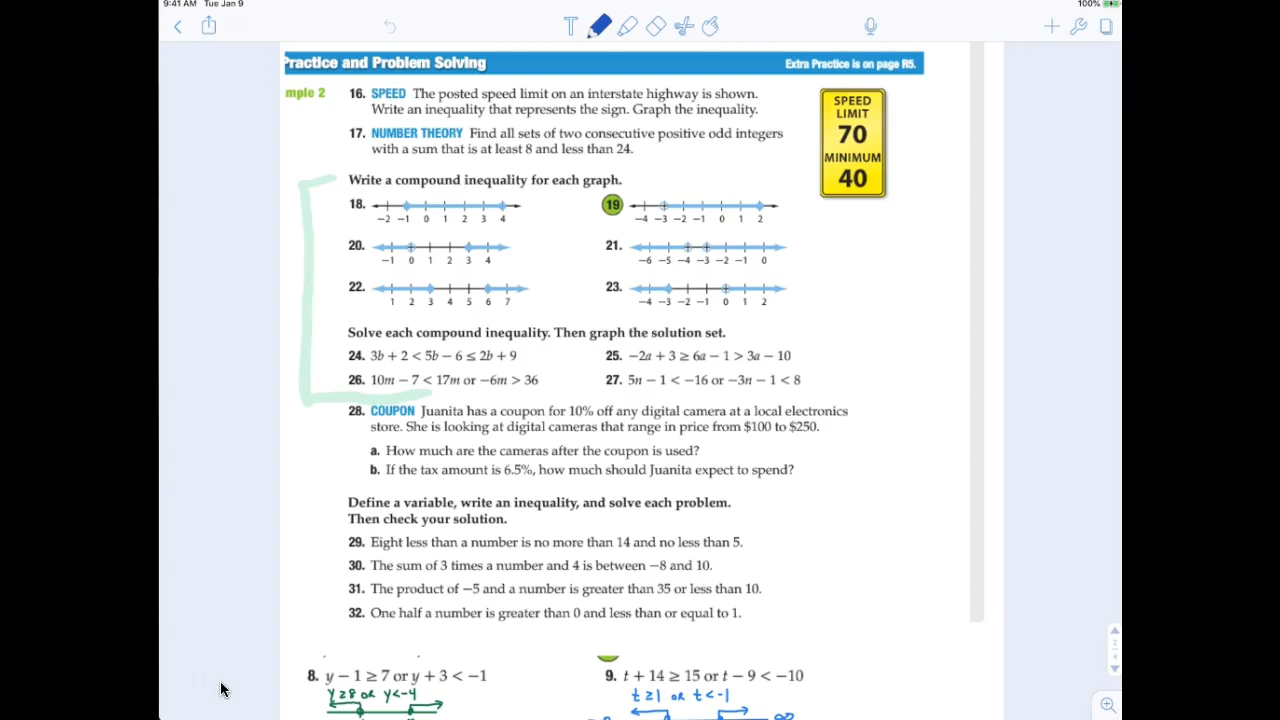 9:41 AM Tue Jan 9
100%
Practice and Problem Solving
Extra Practice is on page R5.
mple 2
16. SPEED The posted speed limit on an interstate highway is shown.
Write an inequality that represents the sign. Graph the inequality.
SPEED
LIMIT
70
MINIMUM
40
17. NUMBER THEORY Find all sets of two consecutive positive odd integers
with a sum that is at least 8 and less than 24.
Write a compound inequality for each graph.
18.
−2 −1 0 1 2 3 4
19
−4 −3 −2 −1 0 1 2
20.
−1 0 1 2 3 4
21.
−6 −5 −4 −3 −2 −1 0
22.
1 2 3 4 5 6 7
23.
−4 −3 −2 −1 0 1 2
Solve each compound inequality. Then graph the solution set.
24. 3b + 2 < 5b − 6 ≤ 2b + 9
25. −2a + 3 ≥ 6a − 1 > 3a − 10
26. 10m − 7 < 17m or −6m > 36
27. 5n − 1 < −16 or −3n − 1 < 8
28. COUPON Juanita has a coupon for 10% off any digital camera at a local electronics
store. She is looking at digital cameras that range in price from $100 to $250.
a. How much are the cameras after the coupon is used?
b. If the tax amount is 6.5%, how much should Juanita expect to spend?
Define a variable, write an inequality, and solve each problem.
Then check your solution.
29. Eight less than a number is no more than 14 and no less than 5.
30. The sum of 3 times a number and 4 is between −8 and 10.
31. The product of −5 and a number is greater than 35 or less than 10.
32. One half a number is greater than 0 and less than or equal to 1.
8. y − 1 ≥ 7 or y + 3 < −1
9. t + 14 ≥ 15 or t − 9 < −10
y≥8 or y<-4
t≥1 or t<-1